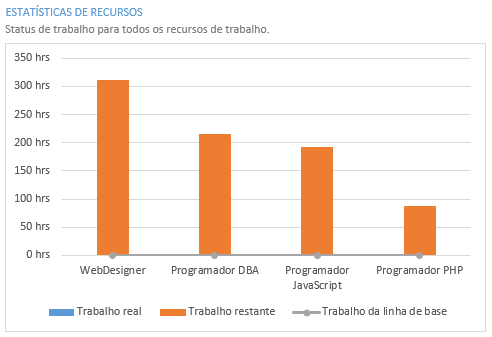 ESTATÍSTICAS DE RECURSOS
Status de trabalho para todos os recursos de trabalho.
350 hrs
300 hrs
250 hrs
200 hrs
150 hrs
100 hrs
50 hrs
0 hrs
WebDesigner
Programador DBA
Programador
JavaScript
Programador PHP
Trabalho real
Trabalho restante
Trabalho da linha de base